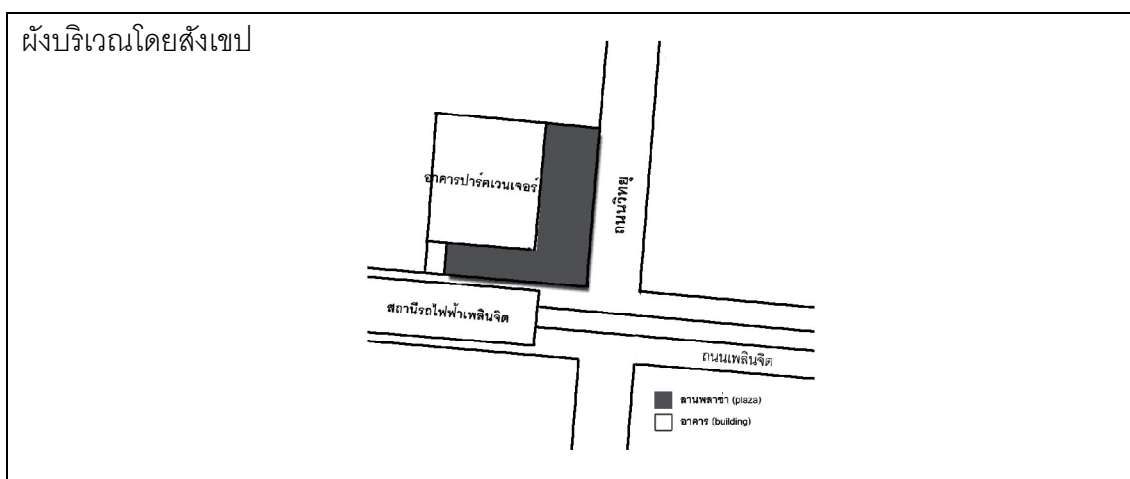 ผังบริเวณโดยสังเขป
อาคารปาร์คเวนเจอร์
ถนนวิทยุ
สถานีรถไฟฟ้าเพลินจิต
ถนนเพลินจิต
ลานพลาซ่า (plaza)
อาคาร (building)